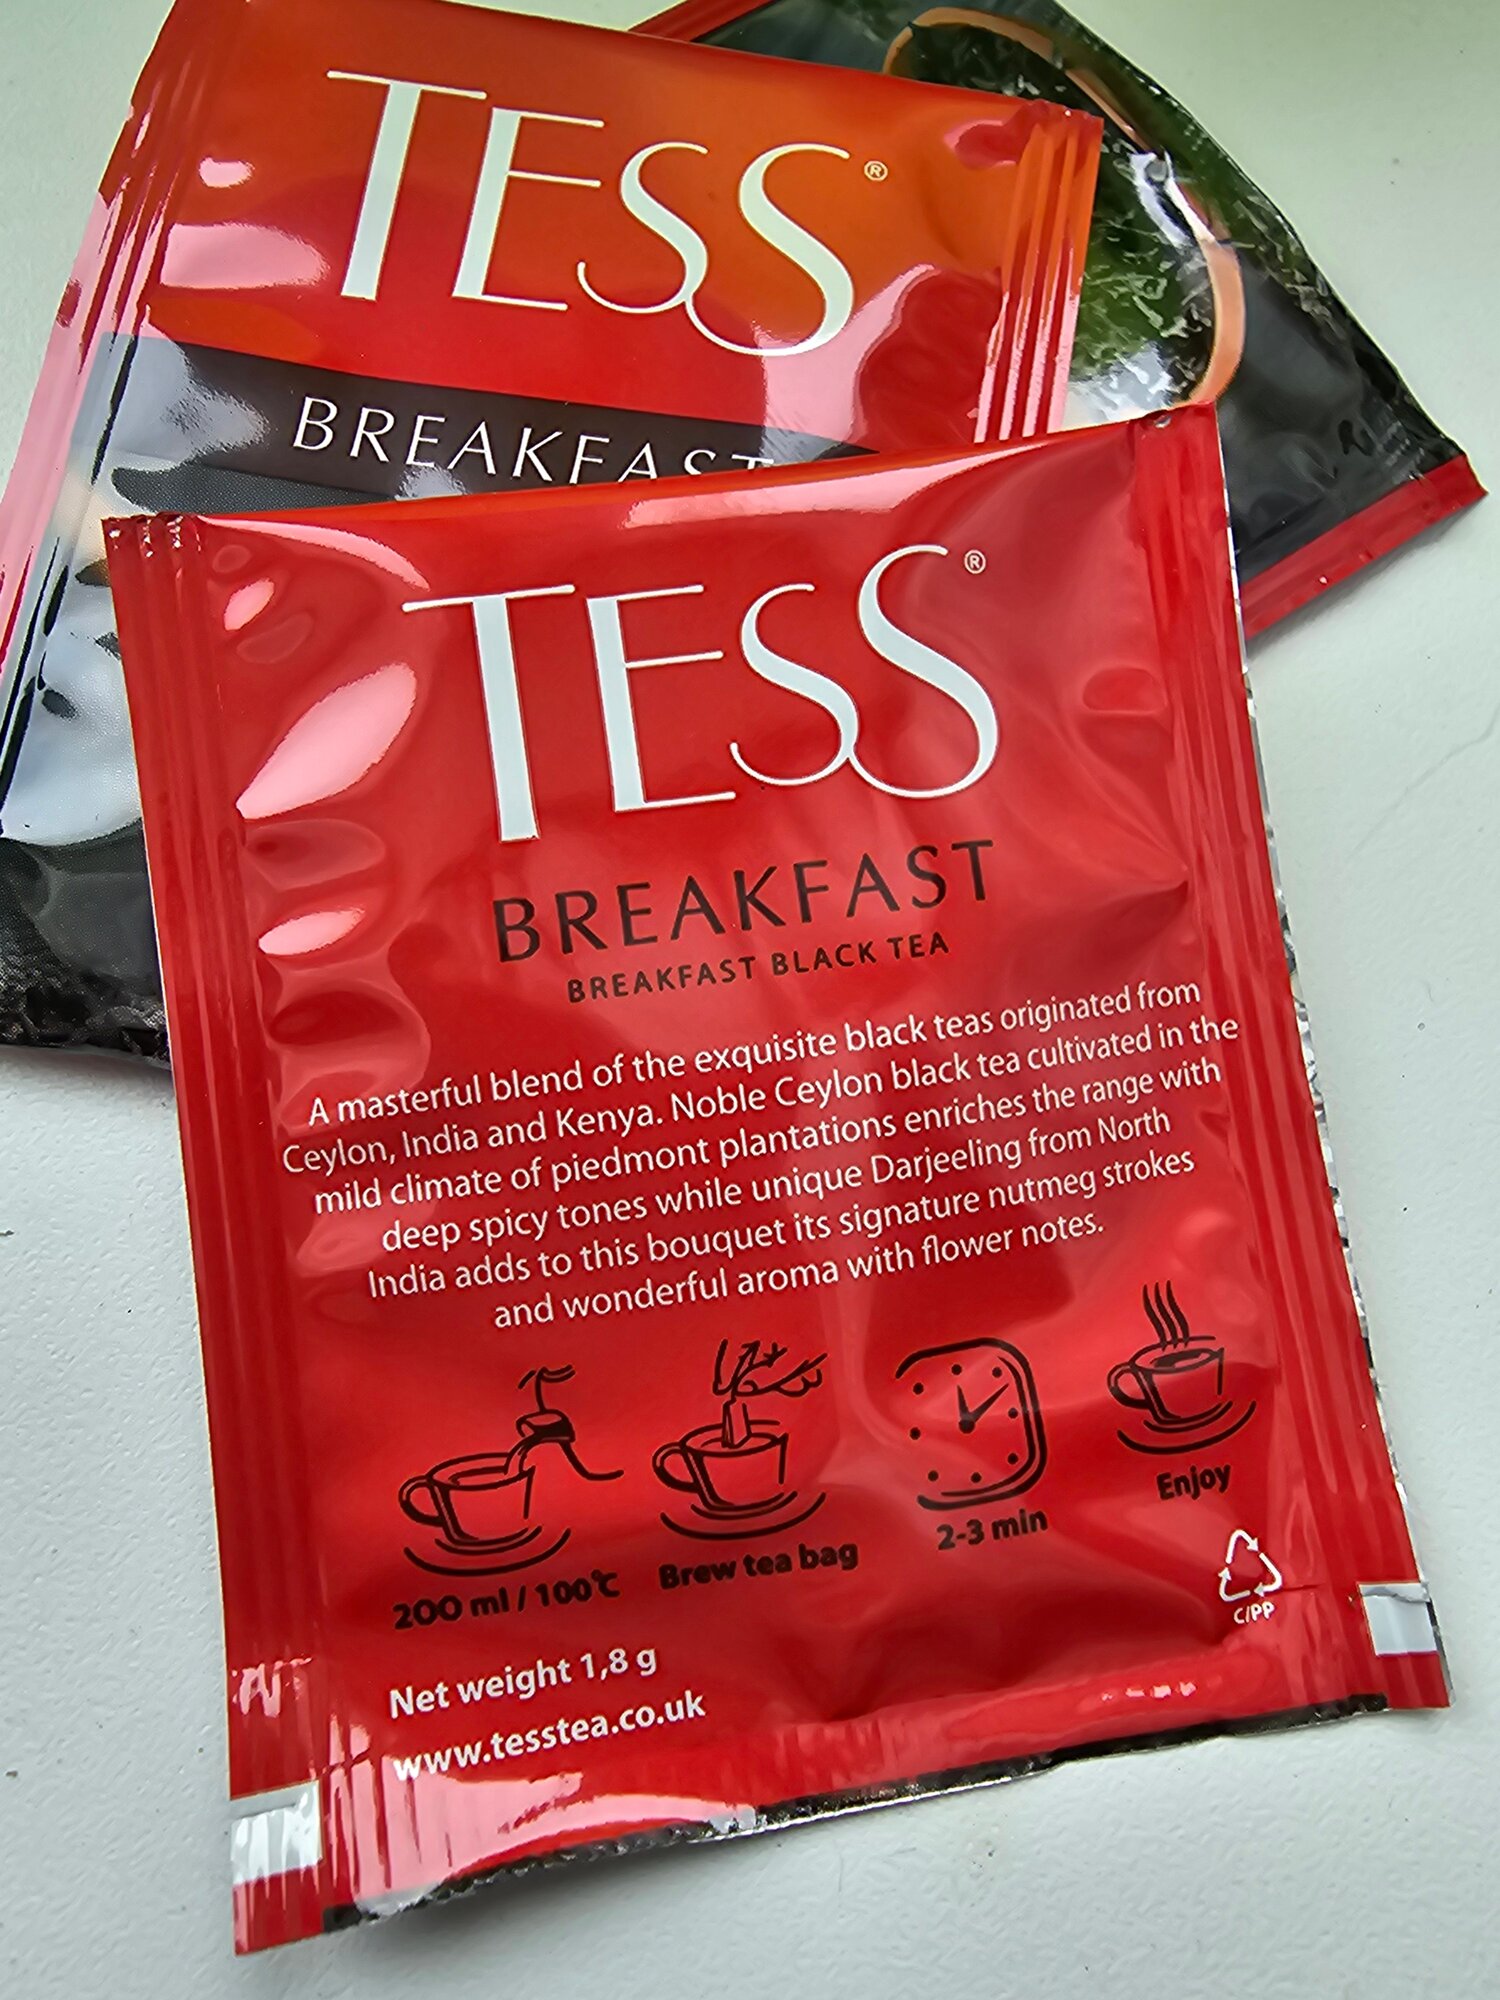 TESS®
BREAKFAST
TESS®
BREAKFAST
BREAKFAST BLACK TEA
A masterful blend of the exquisite black teas originated from
Ceylon, India and Kenya. Noble Ceylon black tea cultivated in the
mild climate of piedmont plantations enriches the range with
deep spicy tones while unique Darjeeling from North
India adds to this bouquet its signature nutmeg strokes
and wonderful aroma with flower notes.
200 ml / 100℃
Brew tea bag
2-3 min
Enjoy
C/PP
Net weight 1,8 g
www.tesstea.co.uk